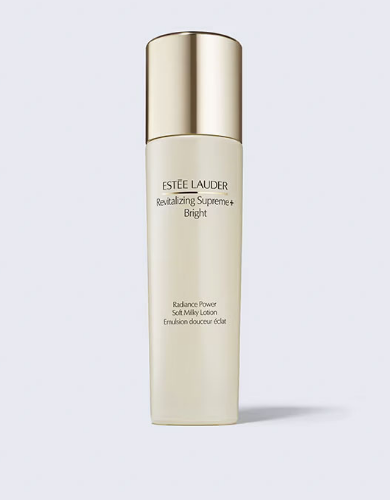 ESTĒE LAUDER
Revitalizing Supreme+
Bright
Radiance Power
Soft Milky Lotion
Emulsion douceur éclat